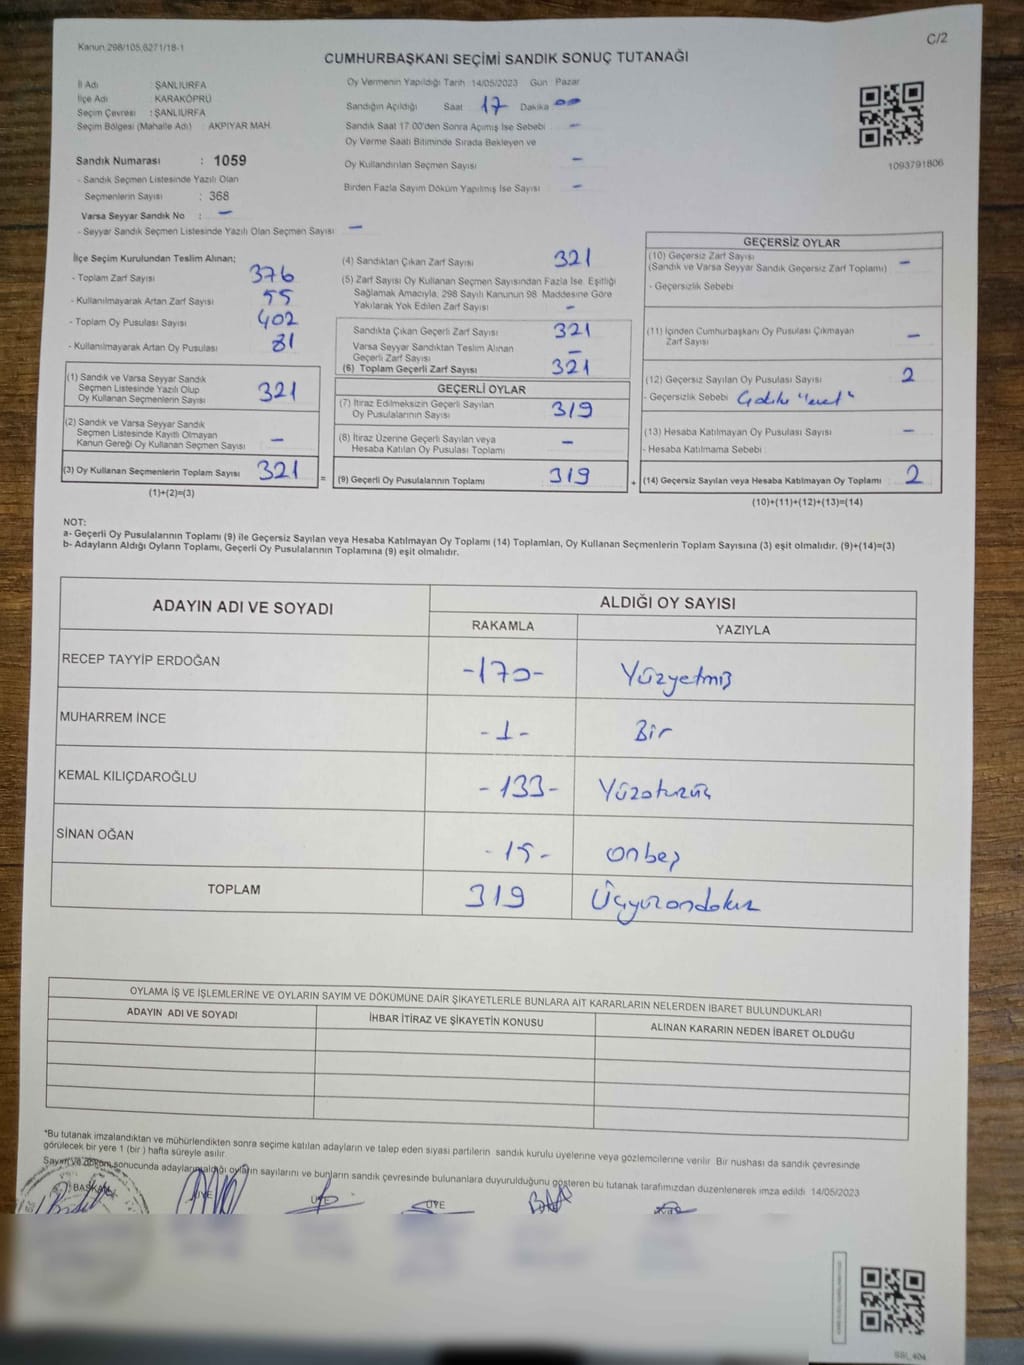 Kanun 298/105,6271/18-1
C/2
CUMHURBAŞKANI SEÇİMİ SANDIK SONUÇ TUTANAĞI
İl Adı : ŞANLIURFA
İlçe Adı : KARAKÖPRÜ
Seçim Çevresi : ŞANLIURFA
Seçim Bölgesi (Mahalle Adı) : AKPIYAR MAH.
Sandık Numarası : 1059
- Sandık Seçmen Listesinde Yazılı Olan
Seçmenlerin Sayısı : 368
Varsa Seyyar Sandık No : -
- Seyyar Sandık Seçmen Listesinde Yazılı Olan Seçmen Sayısı -
Oy Vermenin Yapıldığı Tarih 14/05/2023 Gün Pazar
Sandığın Açıldığı Saat 17 Dakika 00
Sandık Saat 17:00'den Sonra Açımış İse Sebebi -
Oy Verme Saati Bitiminde Sırada Bekleyen ve
Oy Kullandırılan Seçmen Sayısı -
Birden Fazla Sayım Döküm Yapılmış İse Sayısı -
1093791806
İlçe Seçim Kurulundan Teslim Alınan;
- Toplam Zarf Sayısı 376
- Kullanılmayarak Artan Zarf Sayısı 55
- Toplam Oy Pusulası Sayısı 402
- Kullanılmayarak Artan Oy Pusulası 81
(1) Sandık ve Varsa Seyyar Sandık
Seçmen Listesinde Yazılı Olup
Oy Kullanan Seçmenlerin Sayısı 321
(2) Sandık ve Varsa Seyyar Sandık
Seçmen Listesinde Kayıtlı Olmayan
Kanun Gereği Oy Kullanan Seçmen Sayısı -
(3) Oy Kullanan Seçmenlerin Toplam Sayısı 321 =
(1)+(2)=(3)
(4) Sandıktan Çıkan Zarf Sayısı 321
(5) Zarf Sayısı Oy Kullanan Seçmen Sayısından Fazla İse, Eşitliği
Sağlamak Amacıyla, 298 Sayılı Kanunun 98. Maddesine Göre
Yakılarak Yok Edilen Zarf Sayısı -
Sandıkta Çıkan Geçerli Zarf Sayısı 321
Varsa Seyyar Sandıktan Teslim Alınan
Geçerli Zarf Sayısı -
(6) Toplam Geçerli Zarf Sayısı 321
GEÇERLİ OYLAR
(7) İtiraz Edilmeksizin Geçerli Sayılan
Oy Pusulalarının Sayısı 319
(8) İtiraz Üzerine Geçerli Sayılan veya
Hesaba Katılan Oy Pusulası Toplamı -
(9) Geçerli Oy Pusulalarının Toplamı 319 +
GEÇERSİZ OYLAR
(10) Geçersiz Zarf Sayısı -
(Sandık ve Varsa Seyyar Sandık Geçersiz Zarf Toplamı)
- Geçersizlik Sebebi
(11) İçinden Cumhurbaşkanı Oy Pusulası Çıkmayan
Zarf Sayısı -
(12) Geçersiz Sayılan Oy Pusulası Sayısı 2
- Geçersizlik Sebebi "evet"
(13) Hesaba Katılmayan Oy Pusulası Sayısı -
- Hesaba Katılmama Sebebi
(14) Geçersiz Sayılan veya Hesaba Katılmayan Oy Toplamı 2
(10)+(11)+(12)+(13)=(14)
NOT:
a- Geçerli Oy Pusulalarının Toplamı (9) ile Geçersiz Sayılan veya Hesaba Katılmayan Oy Toplamı (14) Toplamları, Oy Kullanan Seçmenlerin Toplam Sayısına (3) eşit olmalıdır. (9)+(14)=(3)
b- Adayların Aldığı Oyların Toplamı, Geçerli Oy Pusulalarının Toplamına (9) eşit olmalıdır.
ADAYIN ADI VE SOYADI
ALDIĞI OY SAYISI
RAKAMLA YAZIYLA
RECEP TAYYİP ERDOĞAN -170- Yüzyetmiş
MUHARREM İNCE -1- Bir
KEMAL KILIÇDAROĞLU -133- Yüzotuzüç
SİNAN OĞAN -15- onbeş
TOPLAM 319 Üçyüzondokuz
OYLAMA İŞ VE İŞLEMLERİNE VE OYLARIN SAYIM VE DÖKÜMÜNE DAİR ŞİKAYETLERLE BUNLARA AİT KARARLARIN NELERDEN İBARET BULUNDUKLARI
ADAYIN ADI VE SOYADI İHBAR İTİRAZ VE ŞİKAYETİN KONUSU ALINAN KARARIN NEDEN İBARET OLDUĞU
*Bu tutanak imzalandıktan ve mühürlendikten sonra seçime katılan adayların ve talep eden siyasi partilerin sandık kurulu üyelerine veya gözlemcilerine verilir. Bir nushası da sandık çevresinde
görülecek bir yere 1 (bir ) hafta süreyle asılır.
Sayım ve döküm sonucunda adayların aldığı oyların sayılarını ve bunların sandık çevresinde bulunanlara duyurulduğunu gösteren bu tutanak tarafımızdan düzenlenerek imza edildi. 14/05/2023
BAŞKAN ÜYE ÜYE ÜYE
SSI_404